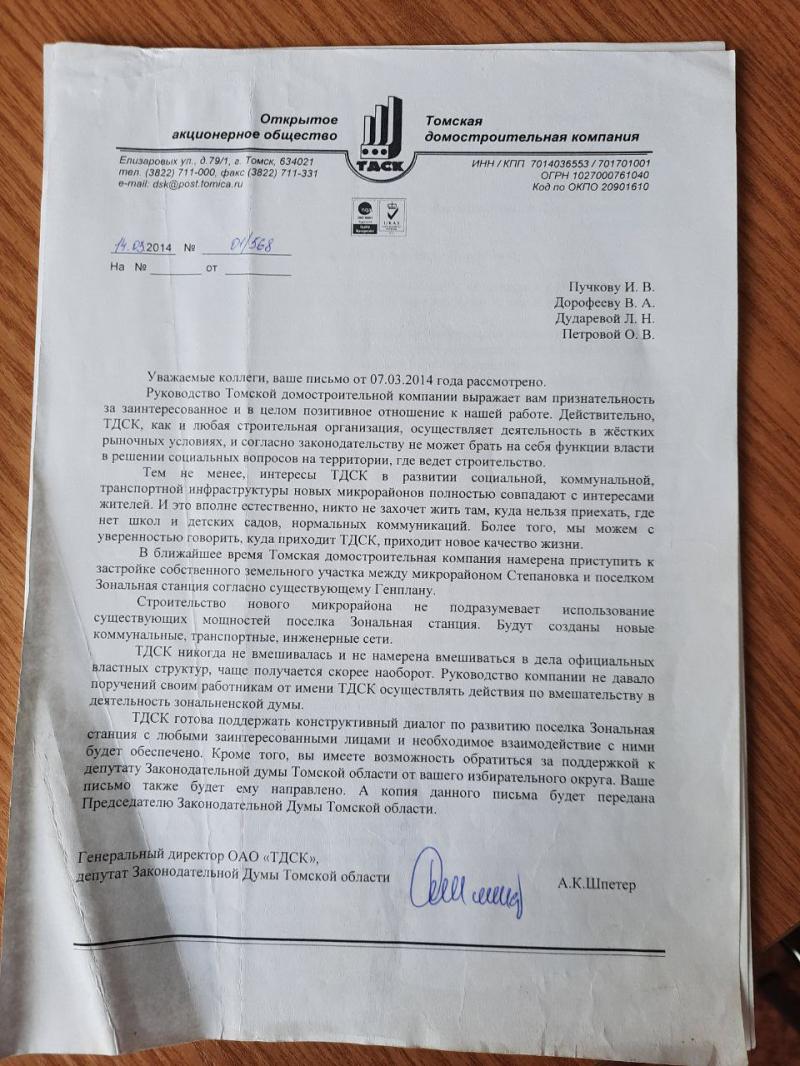 Открытое
акционерное общество
Томская
домостроительная компания
ТДСК
Елизаровых ул., д.79/1, г. Томск, 634021
тел. (3822) 711-000, факс (3822) 711-331
e-mail: dsk@post.tomica.ru
ИНН / КПП 7014036553 / 701701001
ОГРН 1027000761040
Код по ОКПО 20901610
14.03.2014 № 01/568
На № ______ от ______
Пучкову И. В.
Дорофееву В. А.
Дударевой Л. Н.
Петровой О. В.
Уважаемые коллеги, ваше письмо от 07.03.2014 года рассмотрено.
Руководство Томской домостроительной компании выражает вам признательность
за заинтересованное и в целом позитивное отношение к нашей работе. Действительно,
ТДСК, как и любая строительная организация, осуществляет деятельность в жёстких
рыночных условиях, и согласно законодательству не может брать на себя функции власти
в решении социальных вопросов на территории, где ведет строительство.
Тем не менее, интересы ТДСК в развитии социальной, коммунальной,
транспортной инфраструктуры новых микрорайонов полностью совпадают с интересами
жителей. И это вполне естественно, никто не захочет жить там, куда нельзя приехать, где
нет школ и детских садов, нормальных коммуникаций. Более того, мы можем с
уверенностью говорить, куда приходит ТДСК, приходит новое качество жизни.
В ближайшее время Томская домостроительная компания намерена приступить к
застройке собственного земельного участка между микрорайоном Степановка и поселком
Зональная станция согласно существующему Генплану.
Строительство нового микрорайона не подразумевает использование
существующих мощностей поселка Зональная станция. Будут созданы новые
коммунальные, транспортные, инженерные сети.
ТДСК никогда не вмешивалась и не намерена вмешиваться в дела официальных
властных структур, чаще получается скорее наоборот. Руководство компании не давало
поручений своим работникам от имени ТДСК осуществлять действия по вмешательству в
деятельность зональненской думы.
ТДСК готова поддержать конструктивный диалог по развитию поселка Зональная
станция с любыми заинтересованными лицами и необходимое взаимодействие с ними
будет обеспечено. Кроме того, вы имеете возможность обратиться за поддержкой к
депутату Законодательной думы Томской области от вашего избирательного округа. Ваше
письмо также будет ему направлено. А копия данного письма будет передана
Председателю Законодательной Думы Томской области.
Генеральный директор ОАО «ТДСК»,
депутат Законодательной Думы Томской области
А.К.Шпетер